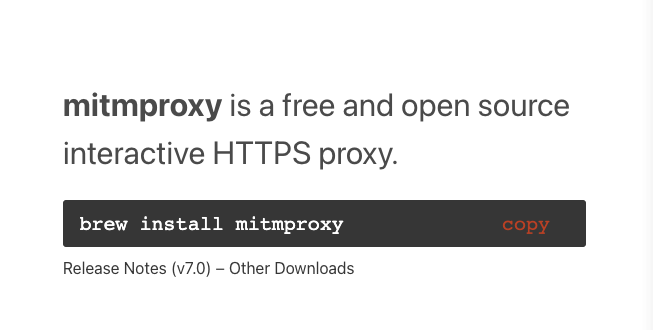 mitmproxy is a free and open source
interactive HTTPS proxy.
brew install mitmproxy copy
Release Notes (v7.0) – Other Downloads